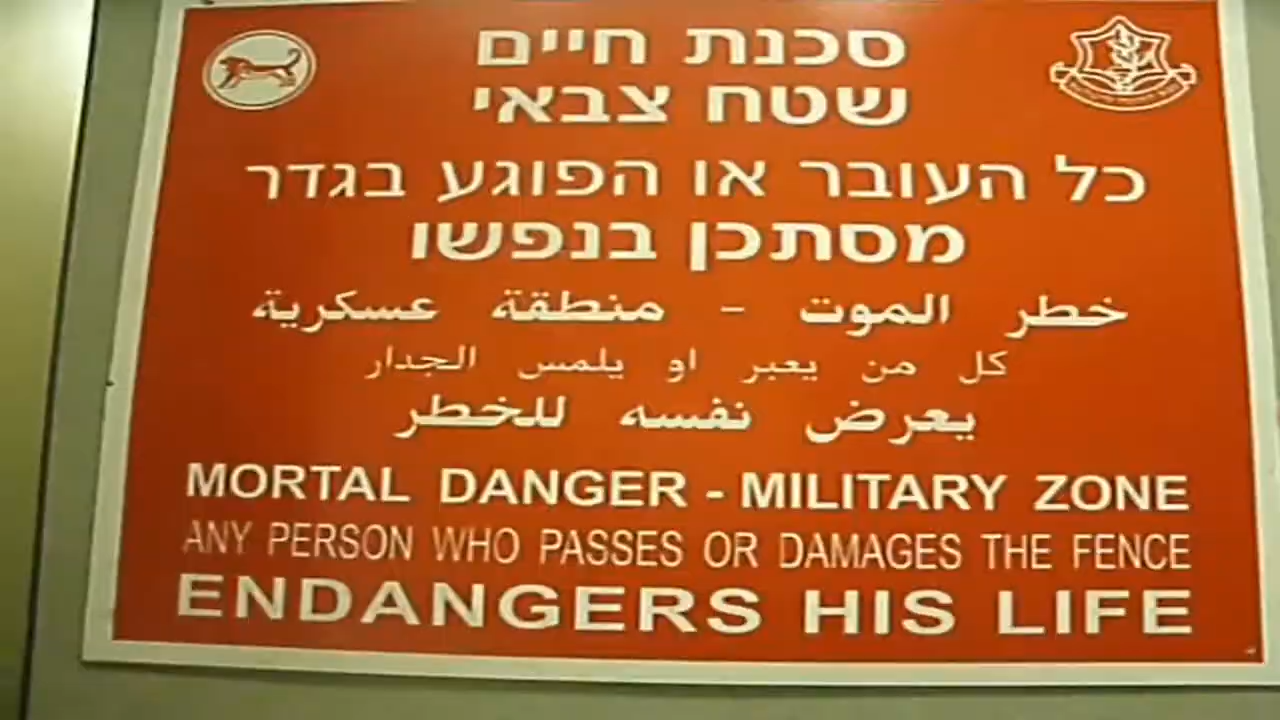 סכנת חיים
שטח צבאי
כל העובר או הפוגע בגדר
מסתכן בנפשו
خطر الموت - منطقة عسكرية
كل من يعبر او يلمس الجدار
يعرض نفسه للخطر
MORTAL DANGER - MILITARY ZONE
ANY PERSON WHO PASSES OR DAMAGES THE FENCE
ENDANGERS HIS LIFE